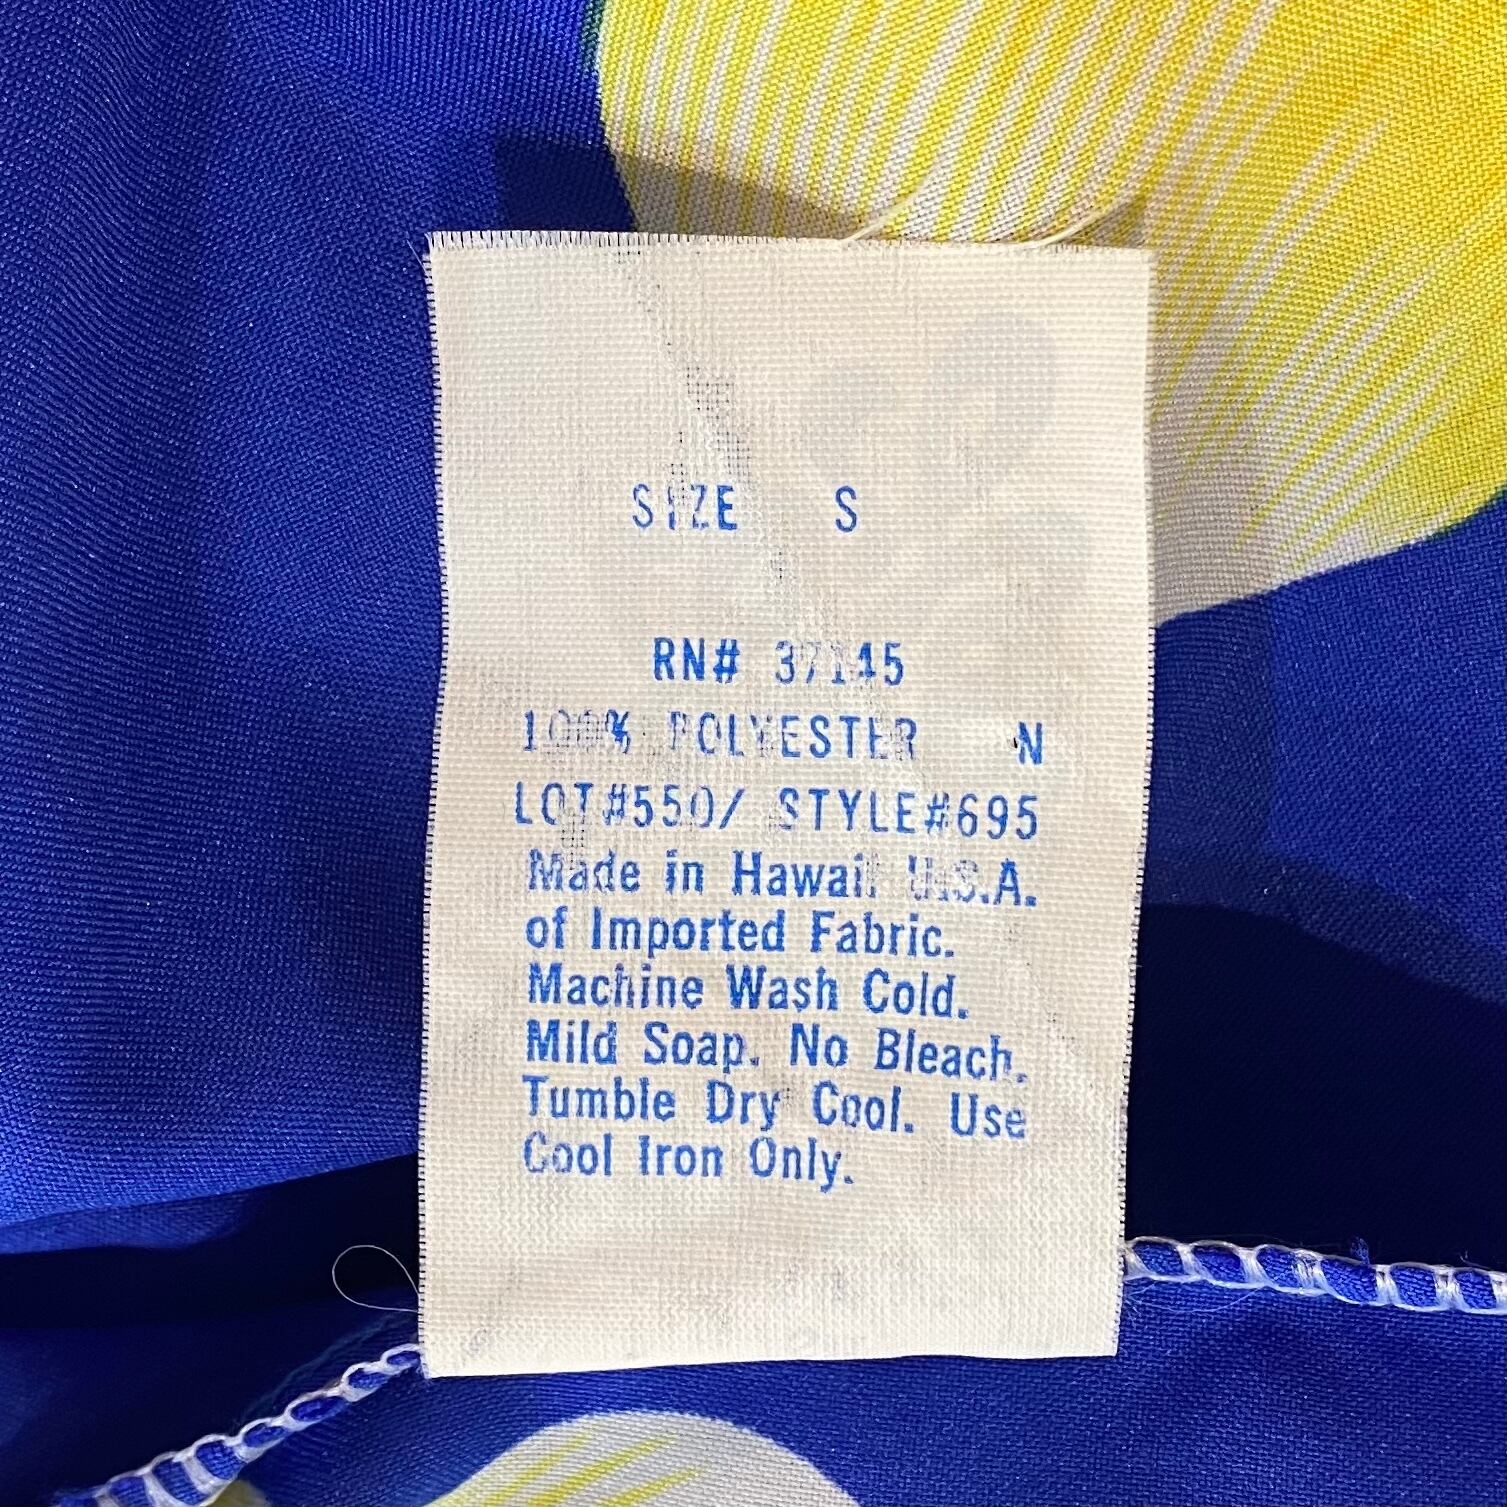 SIZE S
RN# 37145
100% POLYESTER N
LOT#550/ STYLE#695
Made in Hawaii U.S.A.
of Imported Fabric.
Machine Wash Cold.
Mild Soap. No Bleach.
Tumble Dry Cool. Use
Cool Iron Only.